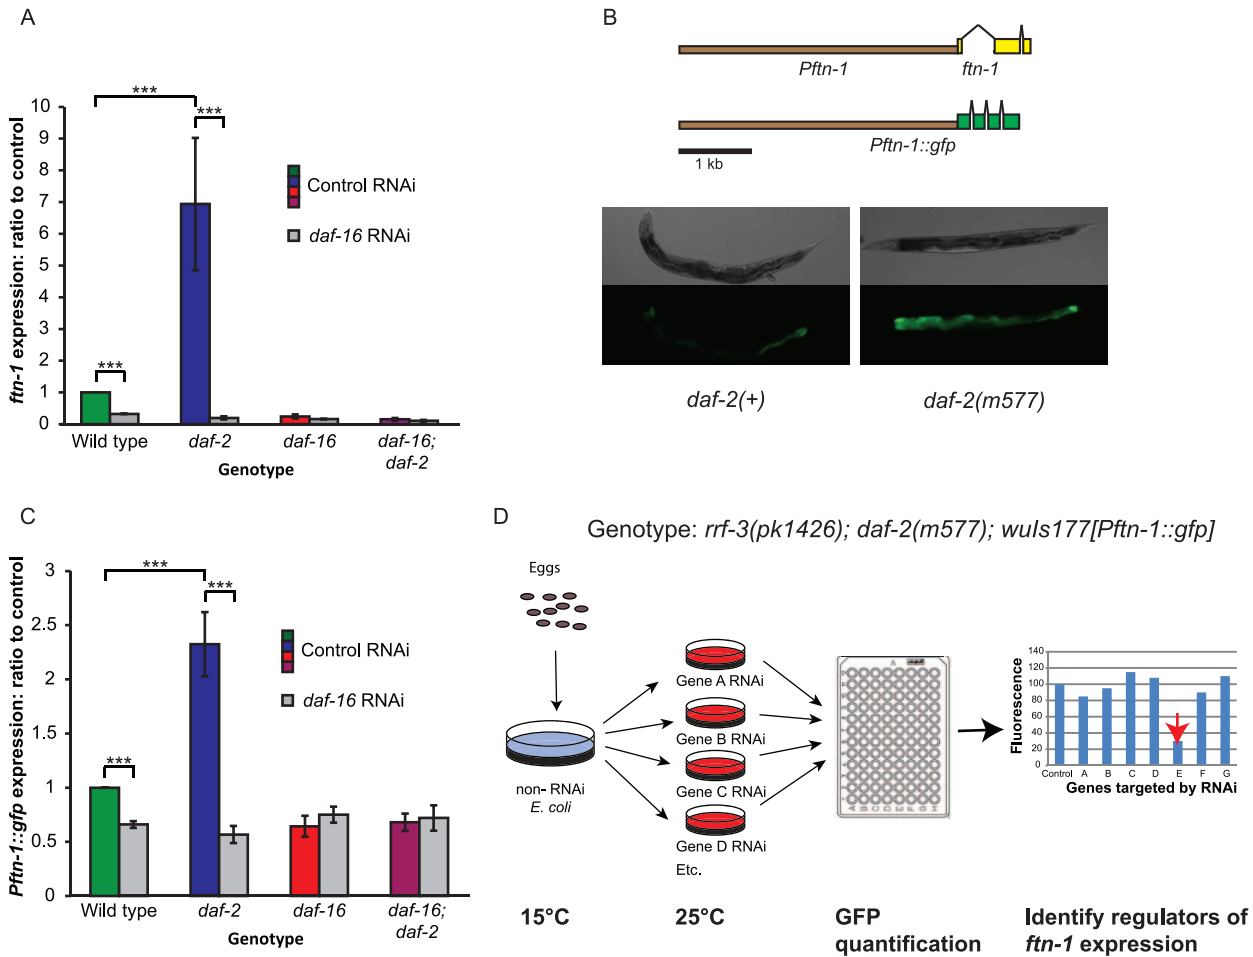 A
ftn-1 expression: ratio to control
10
9
8
7
6
5
4
3
2
1
0
***
***
***
Control RNAi
daf-16 RNAi
Wild type
daf-2
daf-16
daf-16;
daf-2
Genotype
B
Pftn-1
ftn-1
Pftn-1::gfp
1 kb
daf-2(+)
daf-2(m577)
C
Pftn-1::gfp expression: ratio to control
3
2.5
2
1.5
1
0.5
0
***
***
***
Control RNAi
daf-16 RNAi
Wild type
daf-2
daf-16
daf-16;
daf-2
Genotype
D
Genotype: rrf-3(pk1426); daf-2(m577); wuIs177[Pftn-1::gfp]
Eggs
non- RNAi
E. coli
Gene A RNAi
Gene B RNAi
Gene C RNAi
Gene D RNAi
Etc.
Fluorescence
140
120
100
80
60
40
20
0
Control A B C D E F G
Genes targeted by RNAi
15°C
25°C
GFP
quantification
Identify regulators of
ftn-1 expression